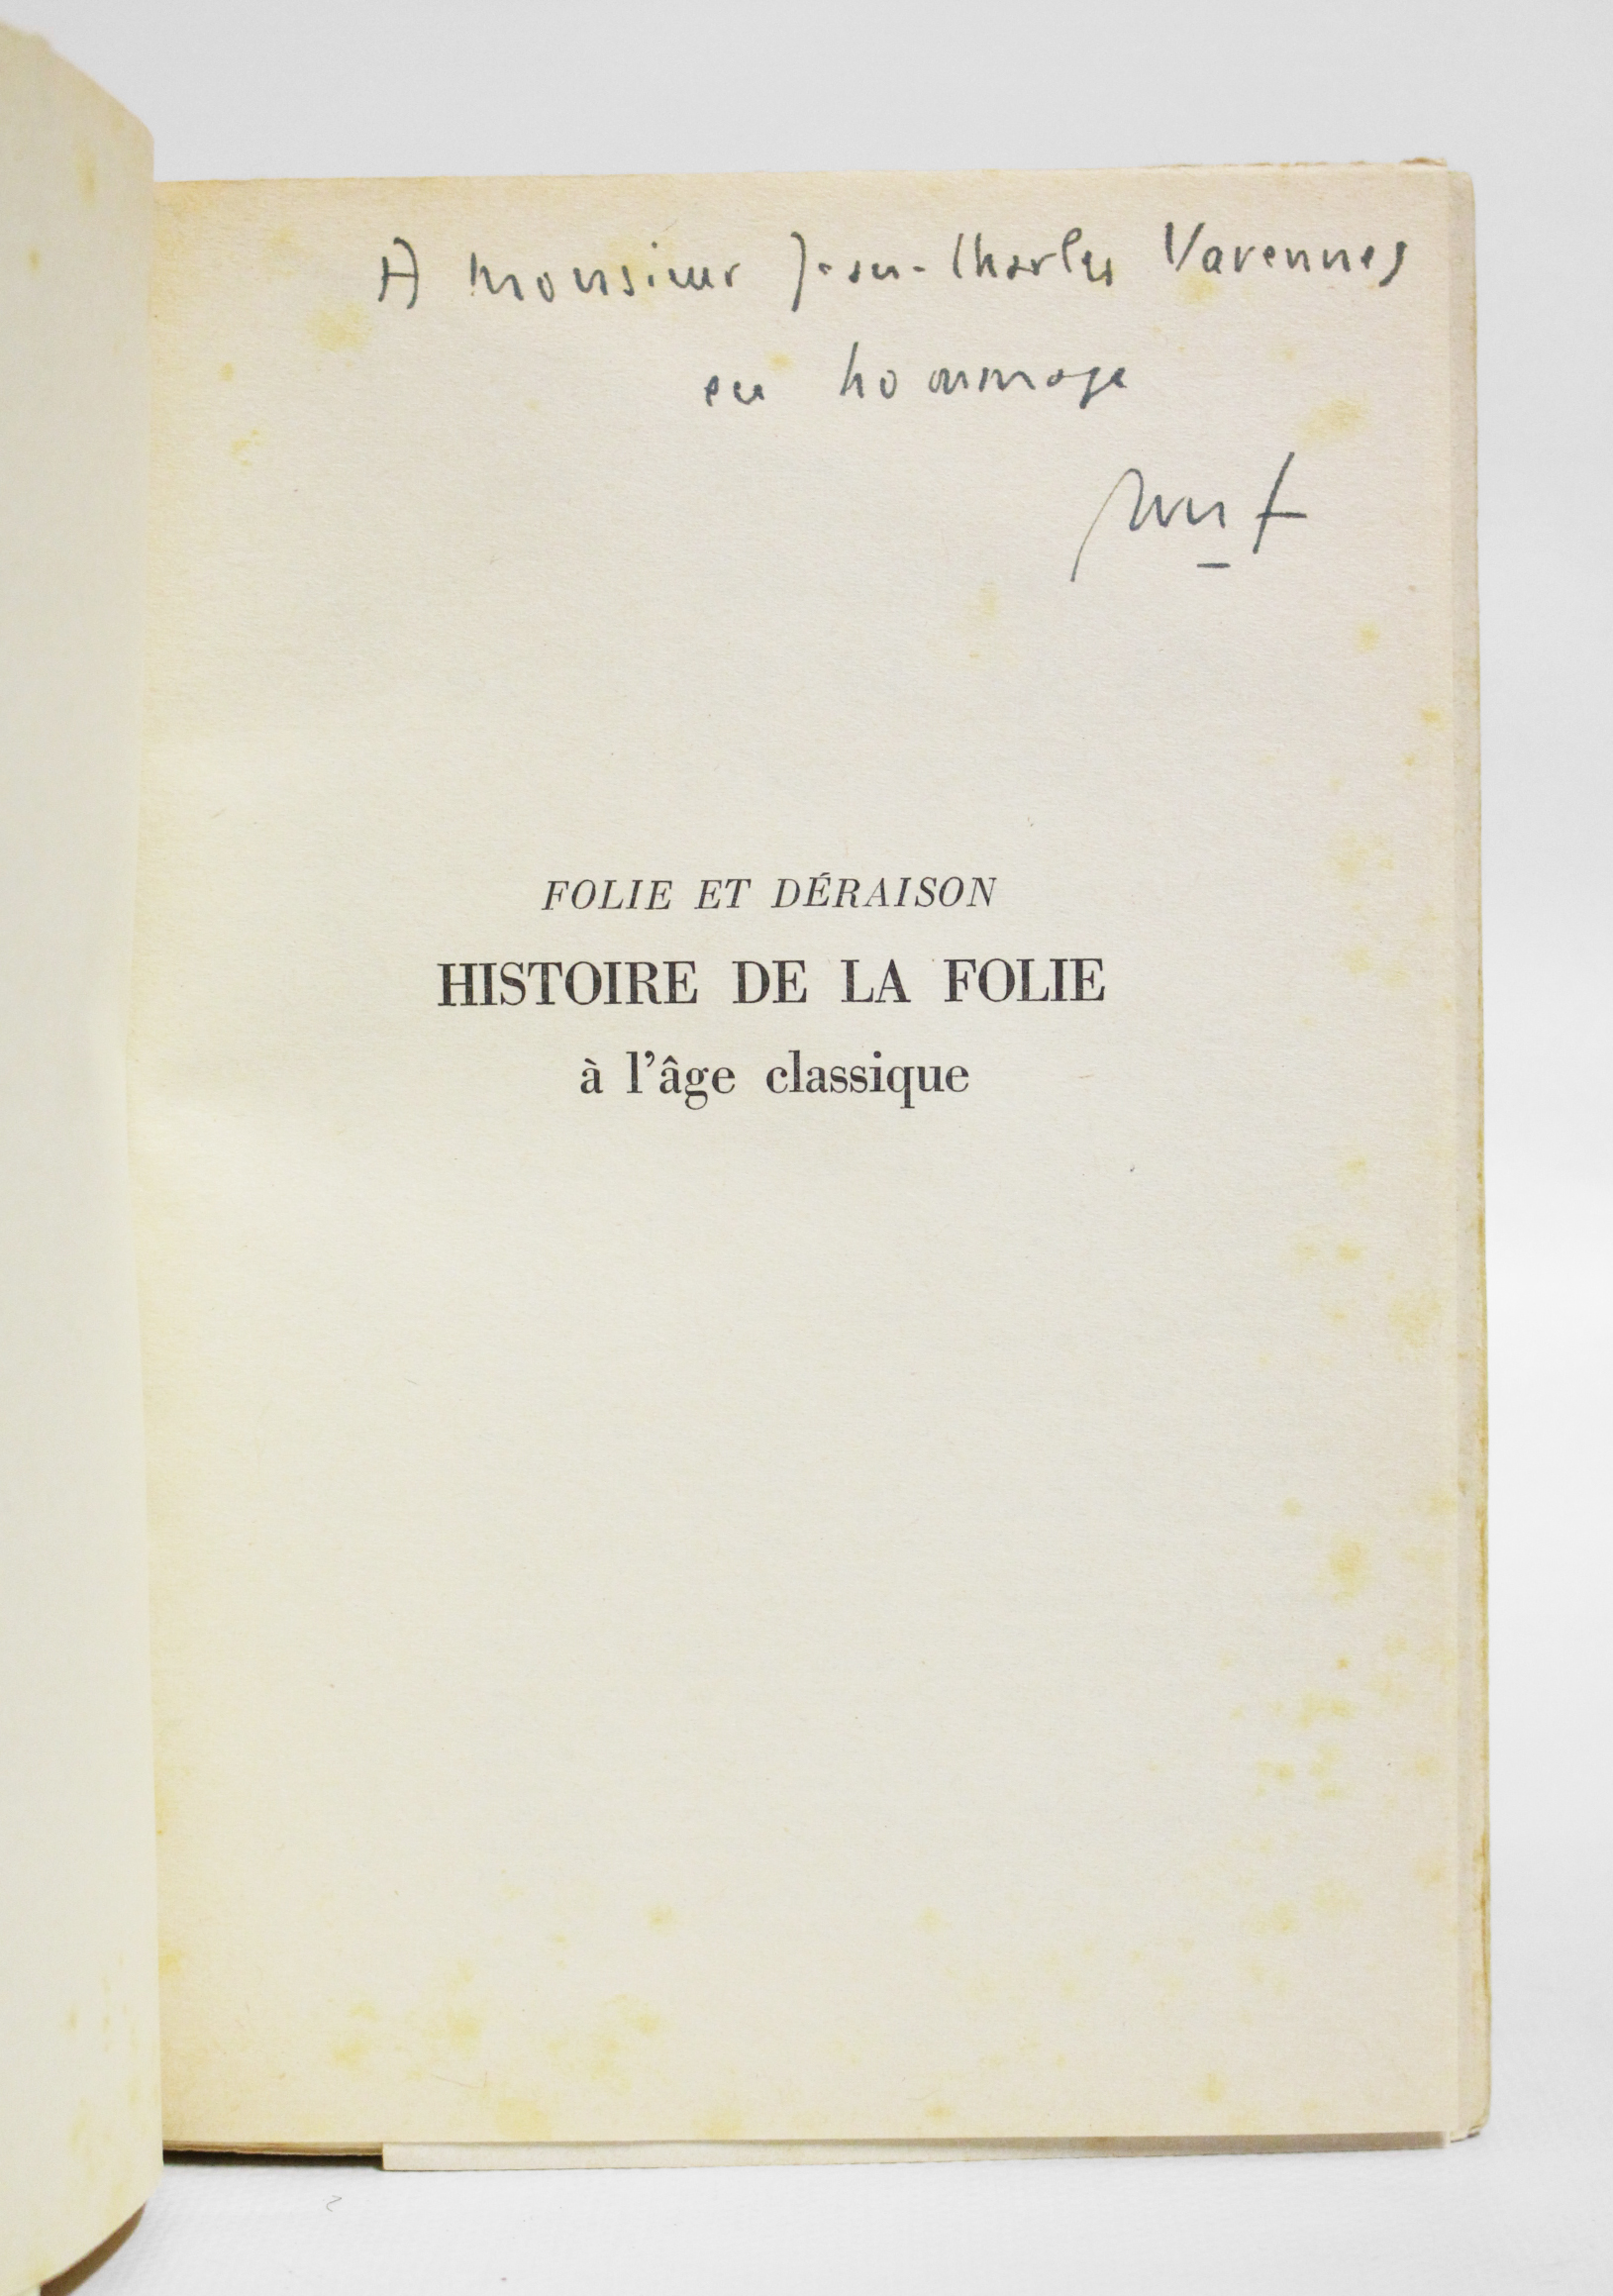 A Monsieur Jean-Charles Varennes
en hommage
FOLIE ET DÉRAISON
HISTOIRE DE LA FOLIE
à l'âge classique